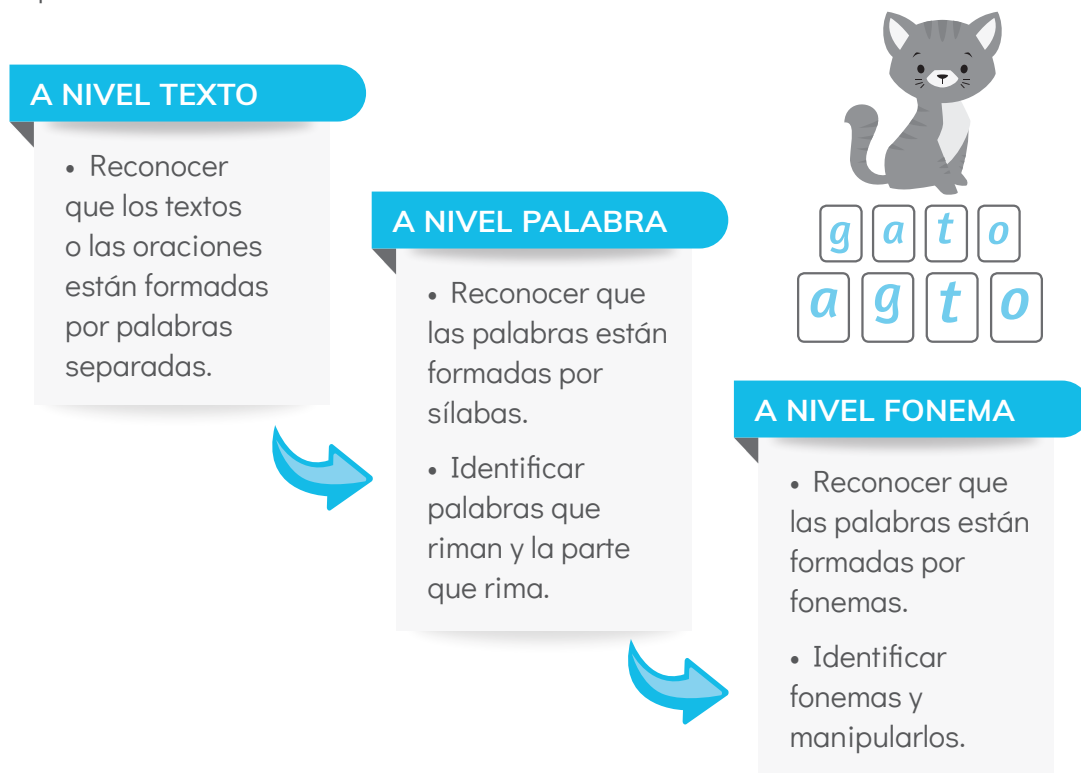 A NIVEL TEXTO
• Reconocer
que los textos
o las oraciones
están formadas
por palabras
separadas.
A NIVEL PALABRA
• Reconocer que
las palabras están
formadas por
sílabas.
• Identificar
palabras que
riman y la parte
que rima.
g a t o
a g t o
A NIVEL FONEMA
• Reconocer que
las palabras están
formadas por
fonemas.
• Identificar
fonemas y
manipularlos.